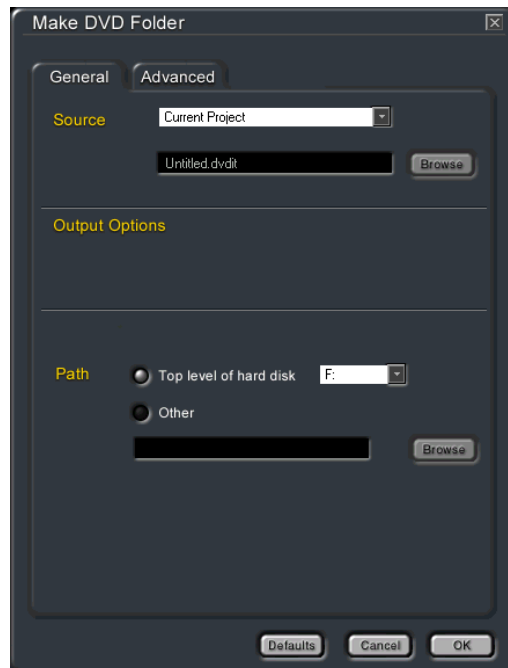 Make DVD Folder
General Advanced
Source Current Project
Untitled.dvdit Browse
Output Options
Path Top level of hard disk F:
Other
Browse
Defaults Cancel OK